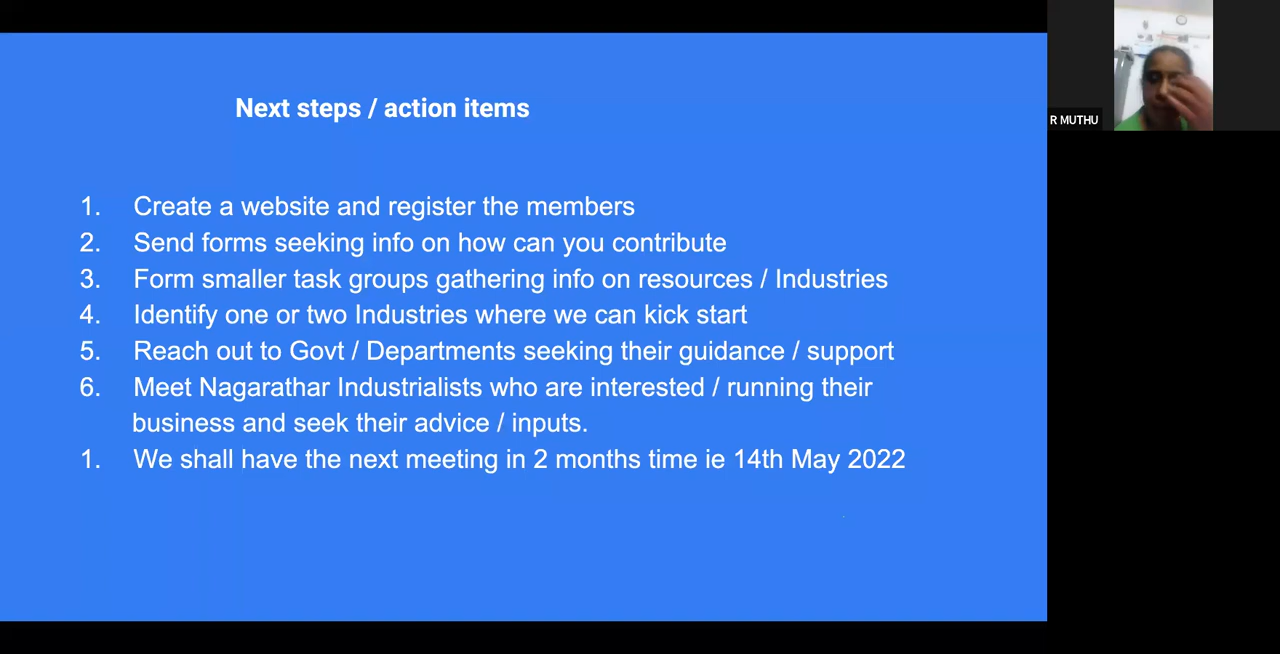 Next steps / action items
1. Create a website and register the members
2. Send forms seeking info on how can you contribute
3. Form smaller task groups gathering info on resources / Industries
4. Identify one or two Industries where we can kick start
5. Reach out to Govt / Departments seeking their guidance / support
6. Meet Nagarathar Industrialists who are interested / running their
business and seek their advice / inputs.
1. We shall have the next meeting in 2 months time ie 14th May 2022
R MUTHU